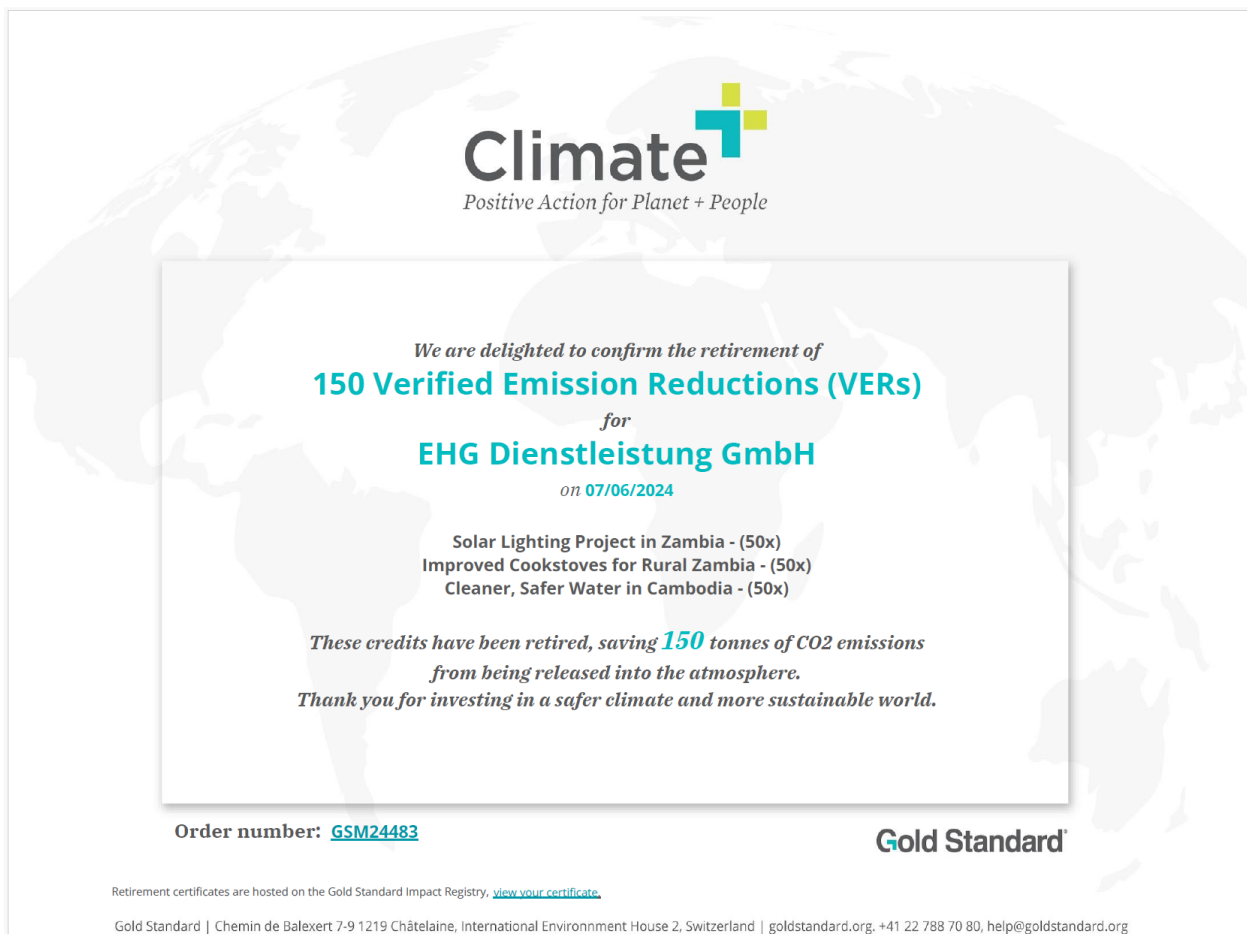 Climate
Positive Action for Planet + People
We are delighted to confirm the retirement of
150 Verified Emission Reductions (VERs)
for
EHG Dienstleistung GmbH
on 07/06/2024
Solar Lighting Project in Zambia - (50x)
Improved Cookstoves for Rural Zambia - (50x)
Cleaner, Safer Water in Cambodia - (50x)
These credits have been retired, saving 150 tonnes of CO2 emissions
from being released into the atmosphere.
Thank you for investing in a safer climate and more sustainable world.
Order number: GSM24483
Gold Standard®
Retirement certificates are hosted on the Gold Standard Impact Registry, view your certificate.
Gold Standard | Chemin de Balexert 7-9 1219 Châtelaine, International Environnment House 2, Switzerland | goldstandard.org. +41 22 788 70 80, help@goldstandard.org